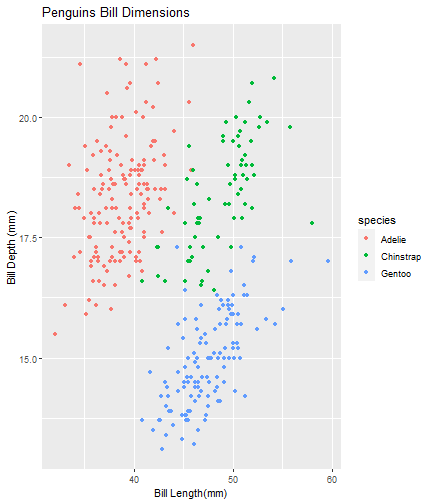 Penguins Bill Dimensions
20.0
17.5
15.0
Bill Depth (mm)
40
50
60
Bill Length(mm)
species
Adelie
Chinstrap
Gentoo